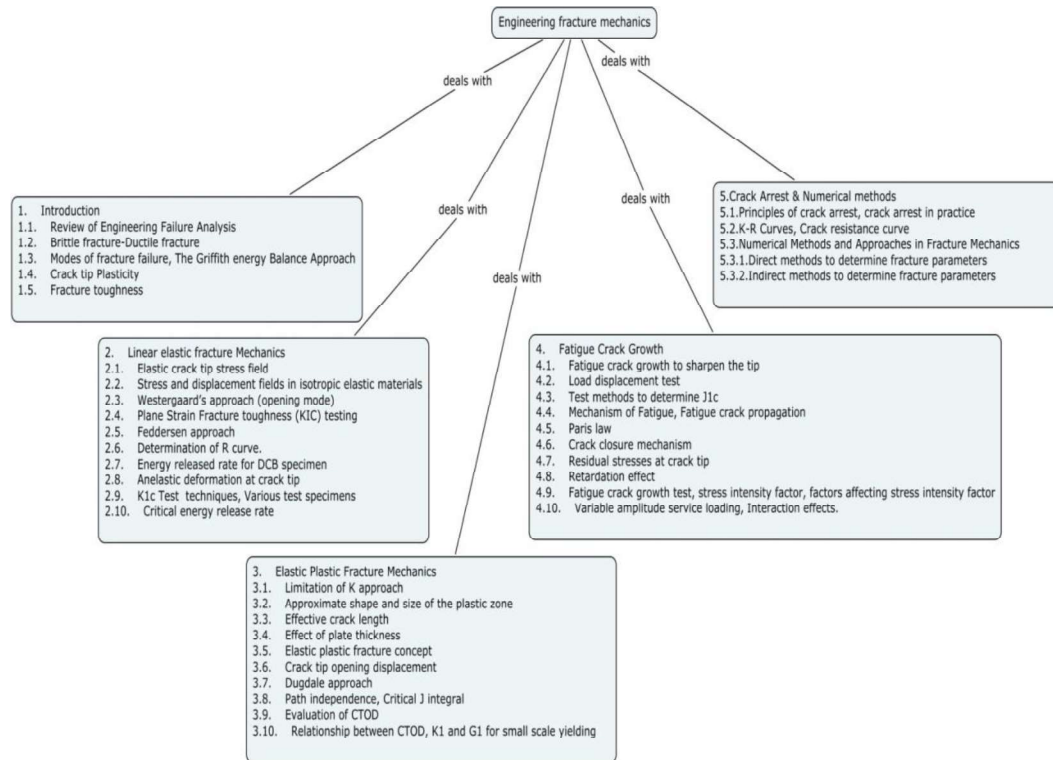 Engineering fracture mechanics
deals with
deals with
deals with
deals with
deals with
1. Introduction
1.1. Review of Engineering Failure Analysis
1.2. Brittle fracture-Ductile fracture
1.3. Modes of fracture failure, The Griffith energy Balance Approach
1.4. Crack tip Plasticity
1.5. Fracture toughness
2. Linear elastic fracture Mechanics
2.1. Elastic crack tip stress field
2.2. Stress and displacement fields in isotropic elastic materials
2.3. Westergaard's approach (opening mode)
2.4. Plane Strain Fracture toughness (KIC) testing
2.5. Feddersen approach
2.6. Determination of R curve.
2.7. Energy released rate for DCB specimen
2.8. Anelastic deformation at crack tip
2.9. K1c Test techniques, Various test specimens
2.10. Critical energy release rate
3. Elastic Plastic Fracture Mechanics
3.1. Limitation of K approach
3.2. Approximate shape and size of the plastic zone
3.3. Effective crack length
3.4. Effect of plate thickness
3.5. Elastic plastic fracture concept
3.6. Crack tip opening displacement
3.7. Dugdale approach
3.8. Path independence, Critical J integral
3.9. Evaluation of CTOD
3.10. Relationship between CTOD, K1 and G1 for small scale yielding
4. Fatigue Crack Growth
4.1. Fatigue crack growth to sharpen the tip
4.2. Load displacement test
4.3. Test methods to determine J1c
4.4. Mechanism of Fatigue, Fatigue crack propagation
4.5. Paris law
4.6. Crack closure mechanism
4.7. Residual stresses at crack tip
4.8. Retardation effect
4.9. Fatigue crack growth test, stress intensity factor, factors affecting stress intensity factor
4.10. Variable amplitude service loading, Interaction effects.
5.Crack Arrest & Numerical methods
5.1.Principles of crack arrest, crack arrest in practice
5.2.K-R Curves, Crack resistance curve
5.3.Numerical Methods and Approaches in Fracture Mechanics
5.3.1.Direct methods to determine fracture parameters
5.3.2.Indirect methods to determine fracture parameters